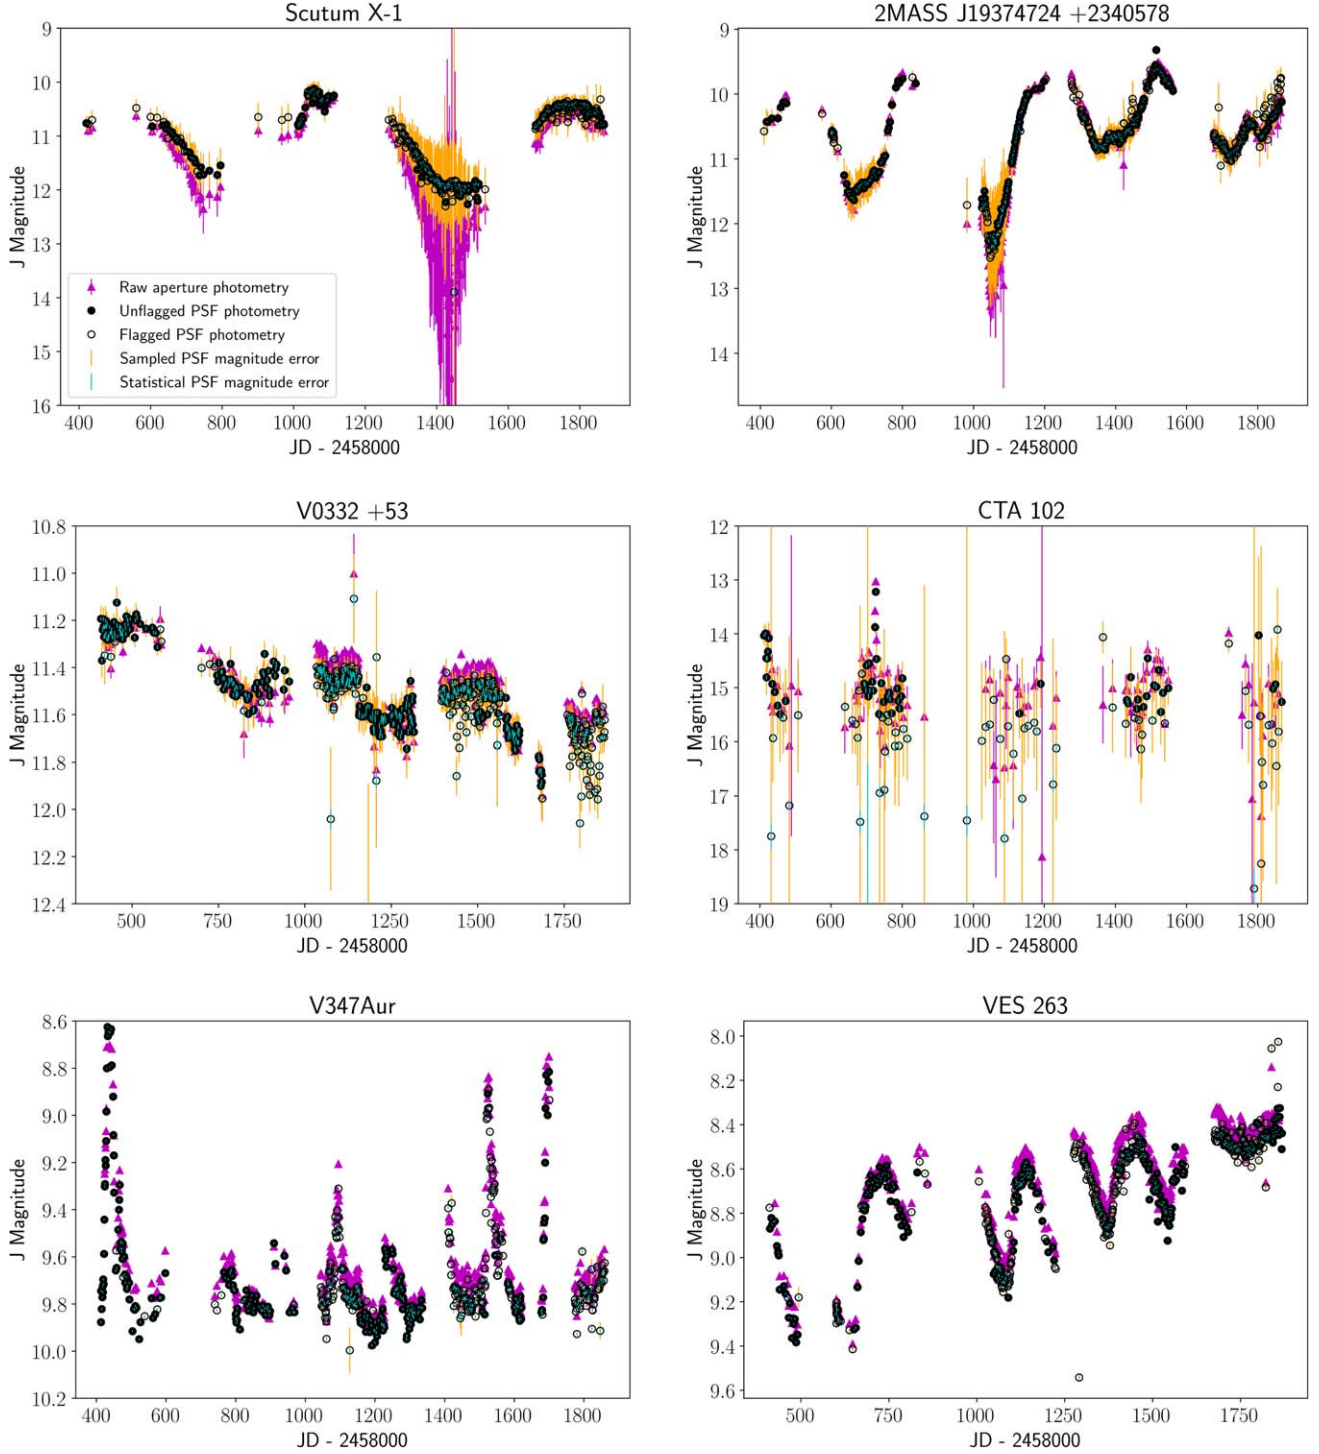 Scutum X-1
9
10
11
12
13
14
15
16
J Magnitude
Raw aperture photometry
Unflagged PSF photometry
Flagged PSF photometry
Sampled PSF magnitude error
Statistical PSF magnitude error
400 600 800 1000 1200 1400 1600 1800
JD - 2458000
2MASS J19374724 +2340578
9
10
11
12
13
14
J Magnitude
400 600 800 1000 1200 1400 1600 1800
JD - 2458000
V0332 +53
10.8
11.0
11.2
11.4
11.6
11.8
12.0
12.2
12.4
J Magnitude
500 750 1000 1250 1500 1750
JD - 2458000
CTA 102
12
13
14
15
16
17
18
19
J Magnitude
400 600 800 1000 1200 1400 1600 1800
JD - 2458000
V347Aur
8.6
8.8
9.0
9.2
9.4
9.6
9.8
10.0
10.2
J Magnitude
400 600 800 1000 1200 1400 1600 1800
JD - 2458000
VES 263
8.0
8.2
8.4
8.6
8.8
9.0
9.2
9.4
9.6
J Magnitude
500 750 1000 1250 1500 1750
JD - 2458000